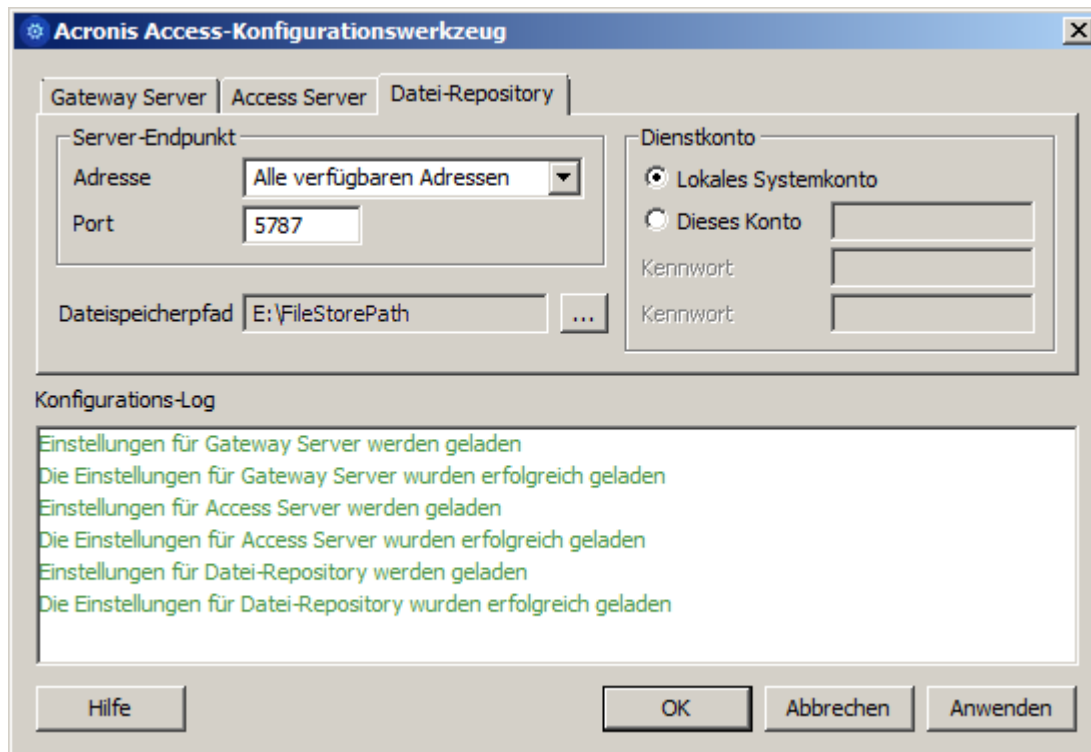 Acronis Access-Konfigurationswerkzeug
Gateway Server Access Server Datei-Repository
Server-Endpunkt
Adresse Alle verfügbaren Adressen
Port 5787
Dateispeicherpfad E:\FileStorePath ...
Dienstkonto
Lokales Systemkonto
Dieses Konto
Kennwort
Kennwort
Konfigurations-Log
Einstellungen für Gateway Server werden geladen
Die Einstellungen für Gateway Server wurden erfolgreich geladen
Einstellungen für Access Server werden geladen
Die Einstellungen für Access Server wurden erfolgreich geladen
Einstellungen für Datei-Repository werden geladen
Die Einstellungen für Datei-Repository wurden erfolgreich geladen
Hilfe OK Abbrechen Anwenden